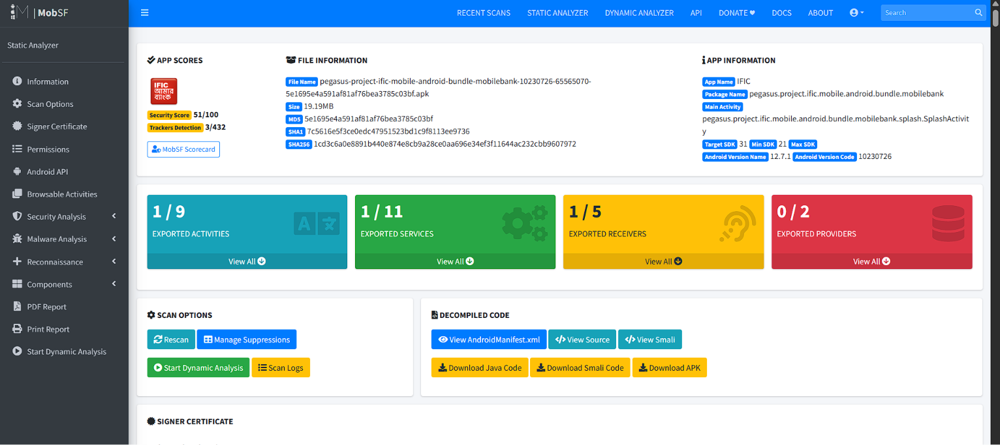 | MobSF
RECENT SCANS STATIC ANALYZER DYNAMIC ANALYZER API DONATE ♥ DOCS ABOUT Search
Static Analyzer
Information
Scan Options
Signer Certificate
Permissions
Android API
Browsable Activities
Security Analysis
Malware Analysis
Reconnaissance
Components
PDF Report
Print Report
Start Dynamic Analysis
APP SCORES
IFIC
আমার
ব্যাংক
Security Score 51/100
Trackers Detection 3/432
MobSF Scorecard
FILE INFORMATION
File Name pegasus-project-ific-mobile-android-bundle-mobilebank-10230726-65565070-
5e1695e4a591af81af76bea3785c03bf.apk
Size 19.19MB
MD5 5e1695e4a591af81af76bea3785c03bf
SHA1 7c5616e5f3ce0edc47951523bd1c9f8113ee9736
SHA256 1cd3c6a0e8891b440e874e8cb9a28ce0aa696e34ef3f11644ac232cbb9607972
APP INFORMATION
App Name IFIC
Package Name pegasus.project.ific.mobile.android.bundle.mobilebank
Main Activity
pegasus.project.ific.mobile.android.bundle.mobilebank.splash.SplashActivit
y
Target SDK 31 Min SDK 21 Max SDK
Android Version Name 12.7.1 Android Version Code 10230726
1 / 9
EXPORTED ACTIVITIES
View All
1 / 11
EXPORTED SERVICES
View All
1 / 5
EXPORTED RECEIVERS
View All
0 / 2
EXPORTED PROVIDERS
View All
SCAN OPTIONS
Rescan Manage Suppressions
Start Dynamic Analysis Scan Logs
DECOMPILED CODE
View AndroidManifest.xml View Source View Smali
Download Java Code Download Smali Code Download APK
SIGNER CERTIFICATE